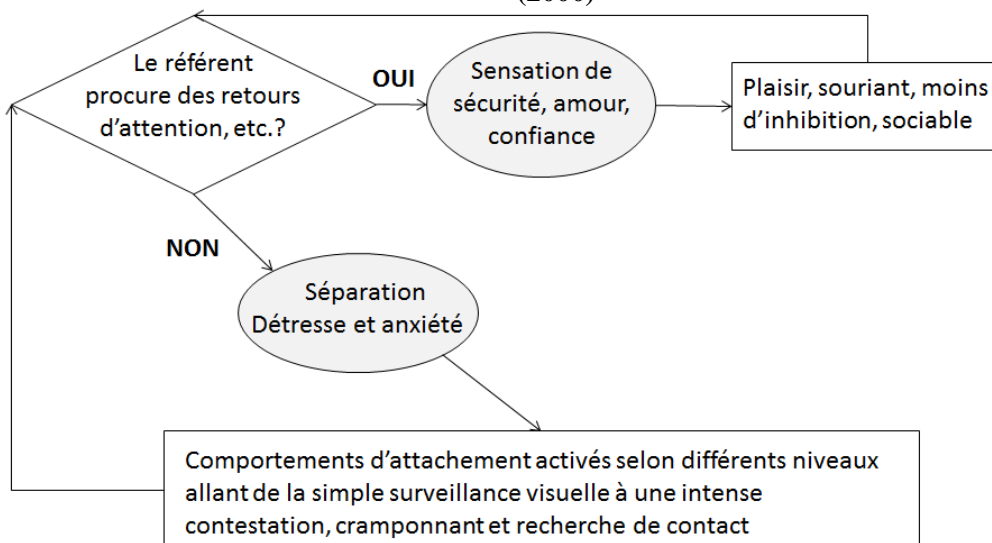 (2000)
Le référent
procure des retours
d'attention, etc.?
OUI
Sensation de
sécurité, amour,
confiance
Plaisir, souriant, moins
d'inhibition, sociable
NON
Séparation
Détresse et anxiété
Comportements d'attachement activés selon différents niveaux
allant de la simple surveillance visuelle à une intense
contestation, cramponnant et recherche de contact